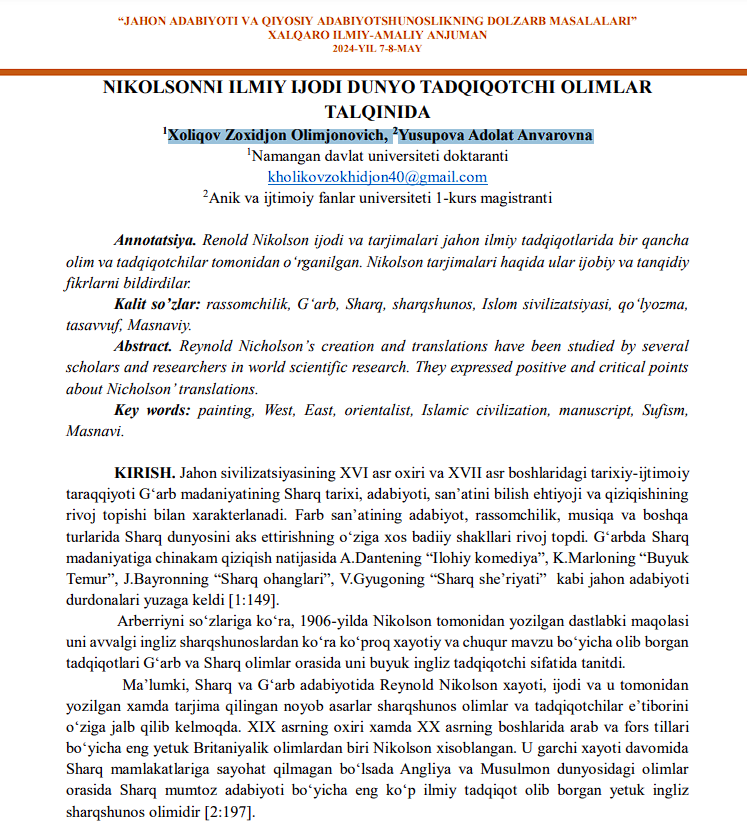 “JAHON ADABIYOTI VA QIYOSIY ADABIYOTSHUNOSLIKNING DOLZARB MASALALARI”
XALQARO ILMIY-AMALIY ANJUMAN
2024-YIL 7-8-MAY
NIKOLSONNI ILMIY IJODI DUNYO TADQIQOTCHI OLIMLAR
TALQINIDA
¹Xoliqov Zoxidjon Olimjonovich, ²Yusupova Adolat Anvarovna
¹Namangan davlat universiteti doktaranti
kholikovzokhidjon40@gmail.com
²Anik va ijtimoiy fanlar universiteti 1-kurs magistranti
Annotatsiya. Renold Nikolson ijodi va tarjimalari jahon ilmiy tadqiqotlarida bir qancha
olim va tadqiqotchilar tomonidan o‘rganilgan. Nikolson tarjimalari haqida ular ijobiy va tanqidiy
fikrlarni bildirdilar.
Kalit so’zlar: rassomchilik, G‘arb, Sharq, sharqshunos, Islom sivilizatsiyasi, qo‘lyozma,
tasavvuf, Masnaviy.
Abstract. Reynold Nicholson’s creation and translations have been studied by several
scholars and researchers in world scientific research. They expressed positive and critical points
about Nicholson’ translations.
Key words: painting, West, East, orientalist, Islamic civilization, manuscript, Sufism,
Masnavi.
KIRISH. Jahon sivilizatsiyasining XVI asr oxiri va XVII asr boshlaridagi tarixiy-ijtimoiy
taraqqiyoti G‘arb madaniyatining Sharq tarixi, adabiyoti, san’atini bilish ehtiyoji va qiziqishining
rivoj topishi bilan xarakterlanadi. Farb san’atining adabiyot, rassomchilik, musiqa va boshqa
turlarida Sharq dunyosini aks ettirishning o‘ziga xos badiiy shakllari rivoj topdi. G‘arbda Sharq
madaniyatiga chinakam qiziqish natijasida A.Dantening “Ilohiy komediya”, K.Marloning “Buyuk
Temur”, J.Bayronning “Sharq ohanglari”, V.Gyugoning “Sharq she’riyati” kabi jahon adabiyoti
durdonalari yuzaga keldi [1:149].
Arberriyni so‘zlariga ko‘ra, 1906-yilda Nikolson tomonidan yozilgan dastlabki maqolasi
uni avvalgi ingliz sharqshunoslardan ko‘ra ko‘proq xayotiy va chuqur mavzu bo‘yicha olib borgan
tadqiqotlari G‘arb va Sharq olimlar orasida uni buyuk ingliz tadqiqotchi sifatida tanitdi.
Ma’lumki, Sharq va G‘arb adabiyotida Reynold Nikolson xayoti, ijodi va u tomonidan
yozilgan xamda tarjima qilingan noyob asarlar sharqshunos olimlar va tadqiqotchilar e’tiborini
o‘ziga jalb qilib kelmoqda. XIX asrning oxiri xamda XX asrning boshlarida arab va fors tillari
bo‘yicha eng yetuk Britaniyalik olimlardan biri Nikolson xisoblangan. U garchi xayoti davomida
Sharq mamlakatlariga sayohat qilmagan bo‘lsada Angliya va Musulmon dunyosidagi olimlar
orasida Sharq mumtoz adabiyoti bo‘yicha eng ko‘p ilmiy tadqiqot olib borgan yetuk ingliz
sharqshunos olimidir [2:197].